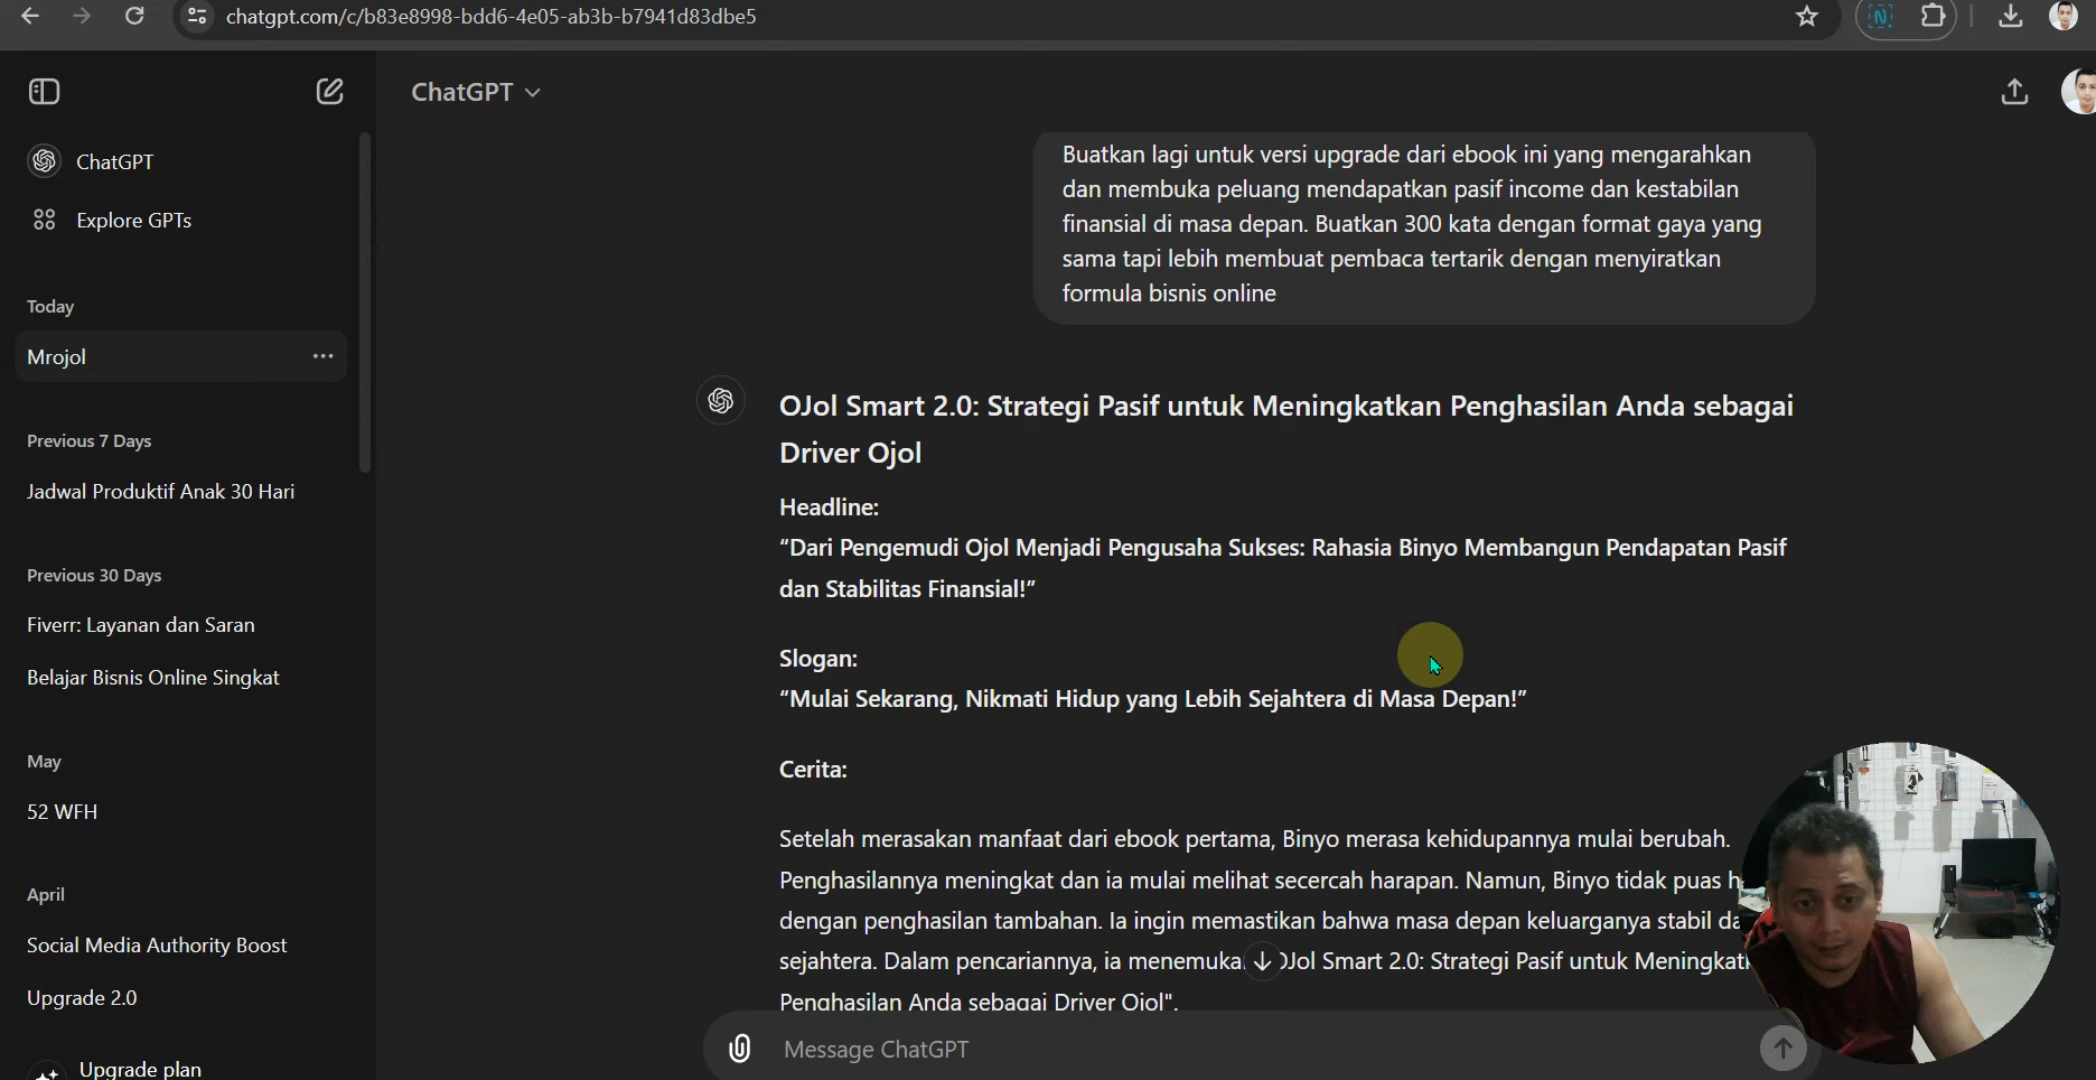 chatgpt.com/c/b83e8998-bdd6-4e05-ab3b-b7941d83dbe5
ChatGPT
ChatGPT
Explore GPTs
Today
Mrojol
Previous 7 Days
Jadwal Produktif Anak 30 Hari
Previous 30 Days
Fiverr: Layanan dan Saran
Belajar Bisnis Online Singkat
May
52 WFH
April
Social Media Authority Boost
Upgrade 2.0
Upgrade plan
Buatkan lagi untuk versi upgrade dari ebook ini yang mengarahkan
dan membuka peluang mendapatkan pasif income dan kestabilan
finansial di masa depan. Buatkan 300 kata dengan format gaya yang
sama tapi lebih membuat pembaca tertarik dengan menyiratkan
formula bisnis online
OJol Smart 2.0: Strategi Pasif untuk Meningkatkan Penghasilan Anda sebagai
Driver Ojol
Headline:
“Dari Pengemudi Ojol Menjadi Pengusaha Sukses: Rahasia Binyo Membangun Pendapatan Pasif
dan Stabilitas Finansial!”
Slogan:
“Mulai Sekarang, Nikmati Hidup yang Lebih Sejahtera di Masa Depan!”
Cerita:
Setelah merasakan manfaat dari ebook pertama, Binyo merasa kehidupannya mulai berubah.
Penghasilannya meningkat dan ia mulai melihat secercah harapan. Namun, Binyo tidak puas
dengan penghasilan tambahan. Ia ingin memastikan bahwa masa depan keluarganya stabil
sejahtera. Dalam pencariannya, ia OJol Smart 2.0: Strategi Pasif untuk
Penghasilan Anda sebagai Driver Ojol".
Message ChatGPT